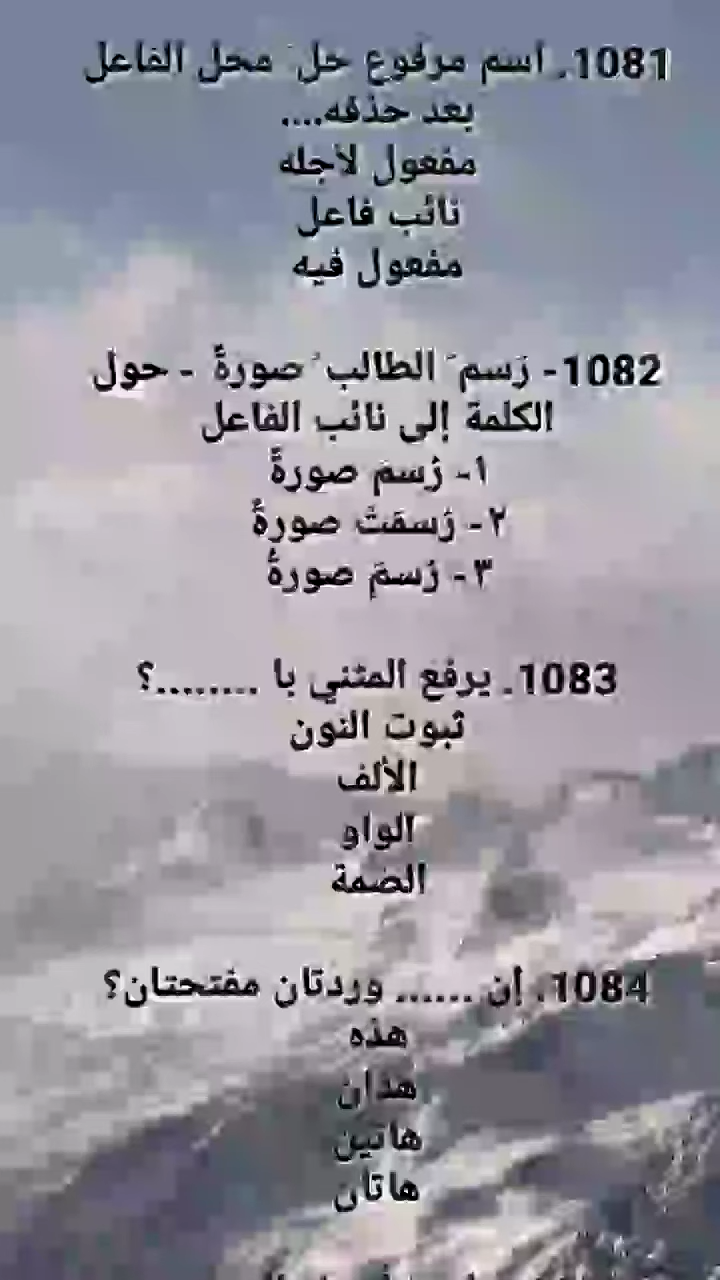 1081. اسم مرفوع حلَ محل الفاعل
بعد حذفه....
مفعول لأجله
نائب فاعل
مفعول فيه
1082- رَسمَ الطالبُ صورةً - حول
الكلمة إلى نائب الفاعل
١- رُسمَ صورةً
٢- رُسمَتْ صورةً
٣- رُسمَ صورةُ
1083. يرفع المثني با ........؟
ثبوت النون
الألف
الواو
الضمة
1084. إن ...... وردتان مفتحتان؟
هذه
هذان
هاتين
هاتان